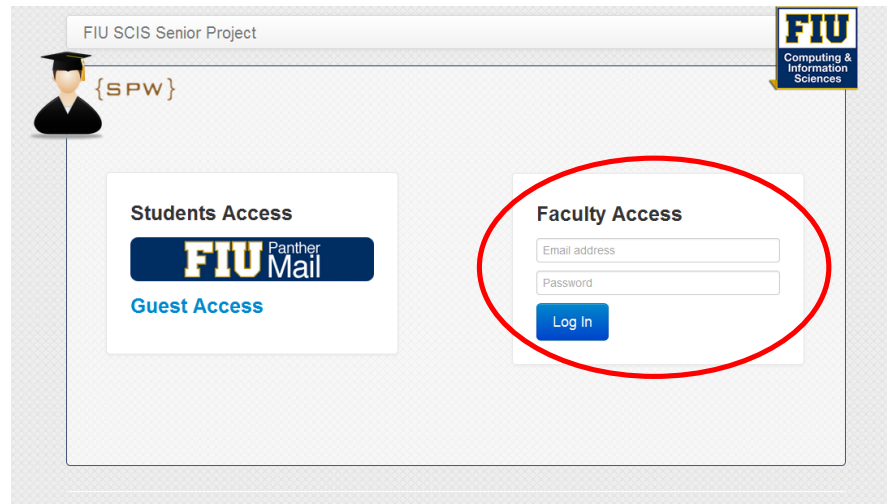 FIU SCIS Senior Project
FIU
Computing &
Information
Sciences
{SPW}
Students Access
FIU Panther Mail
Guest Access
Faculty Access
Email address
Password
Log In